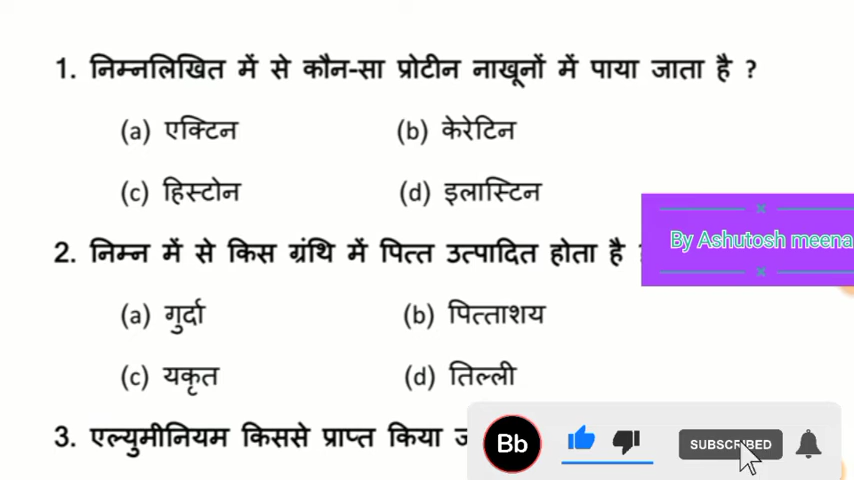 1. निम्नलिखित में से कौन-सा प्रोटीन नाखूनों में पाया जाता है ?
(a) एक्टिन (b) केरेटिन
(c) हिस्टोन (d) इलास्टिन
By Ashutosh meena
2. निम्न में से किस ग्रंथि में पित्त उत्पादित होता है
(a) गुर्दा (b) पित्ताशय
(c) यकृत (d) तिल्ली
3. एल्युमीनियम किससे प्राप्त किया
Bb SUBSCRIBED